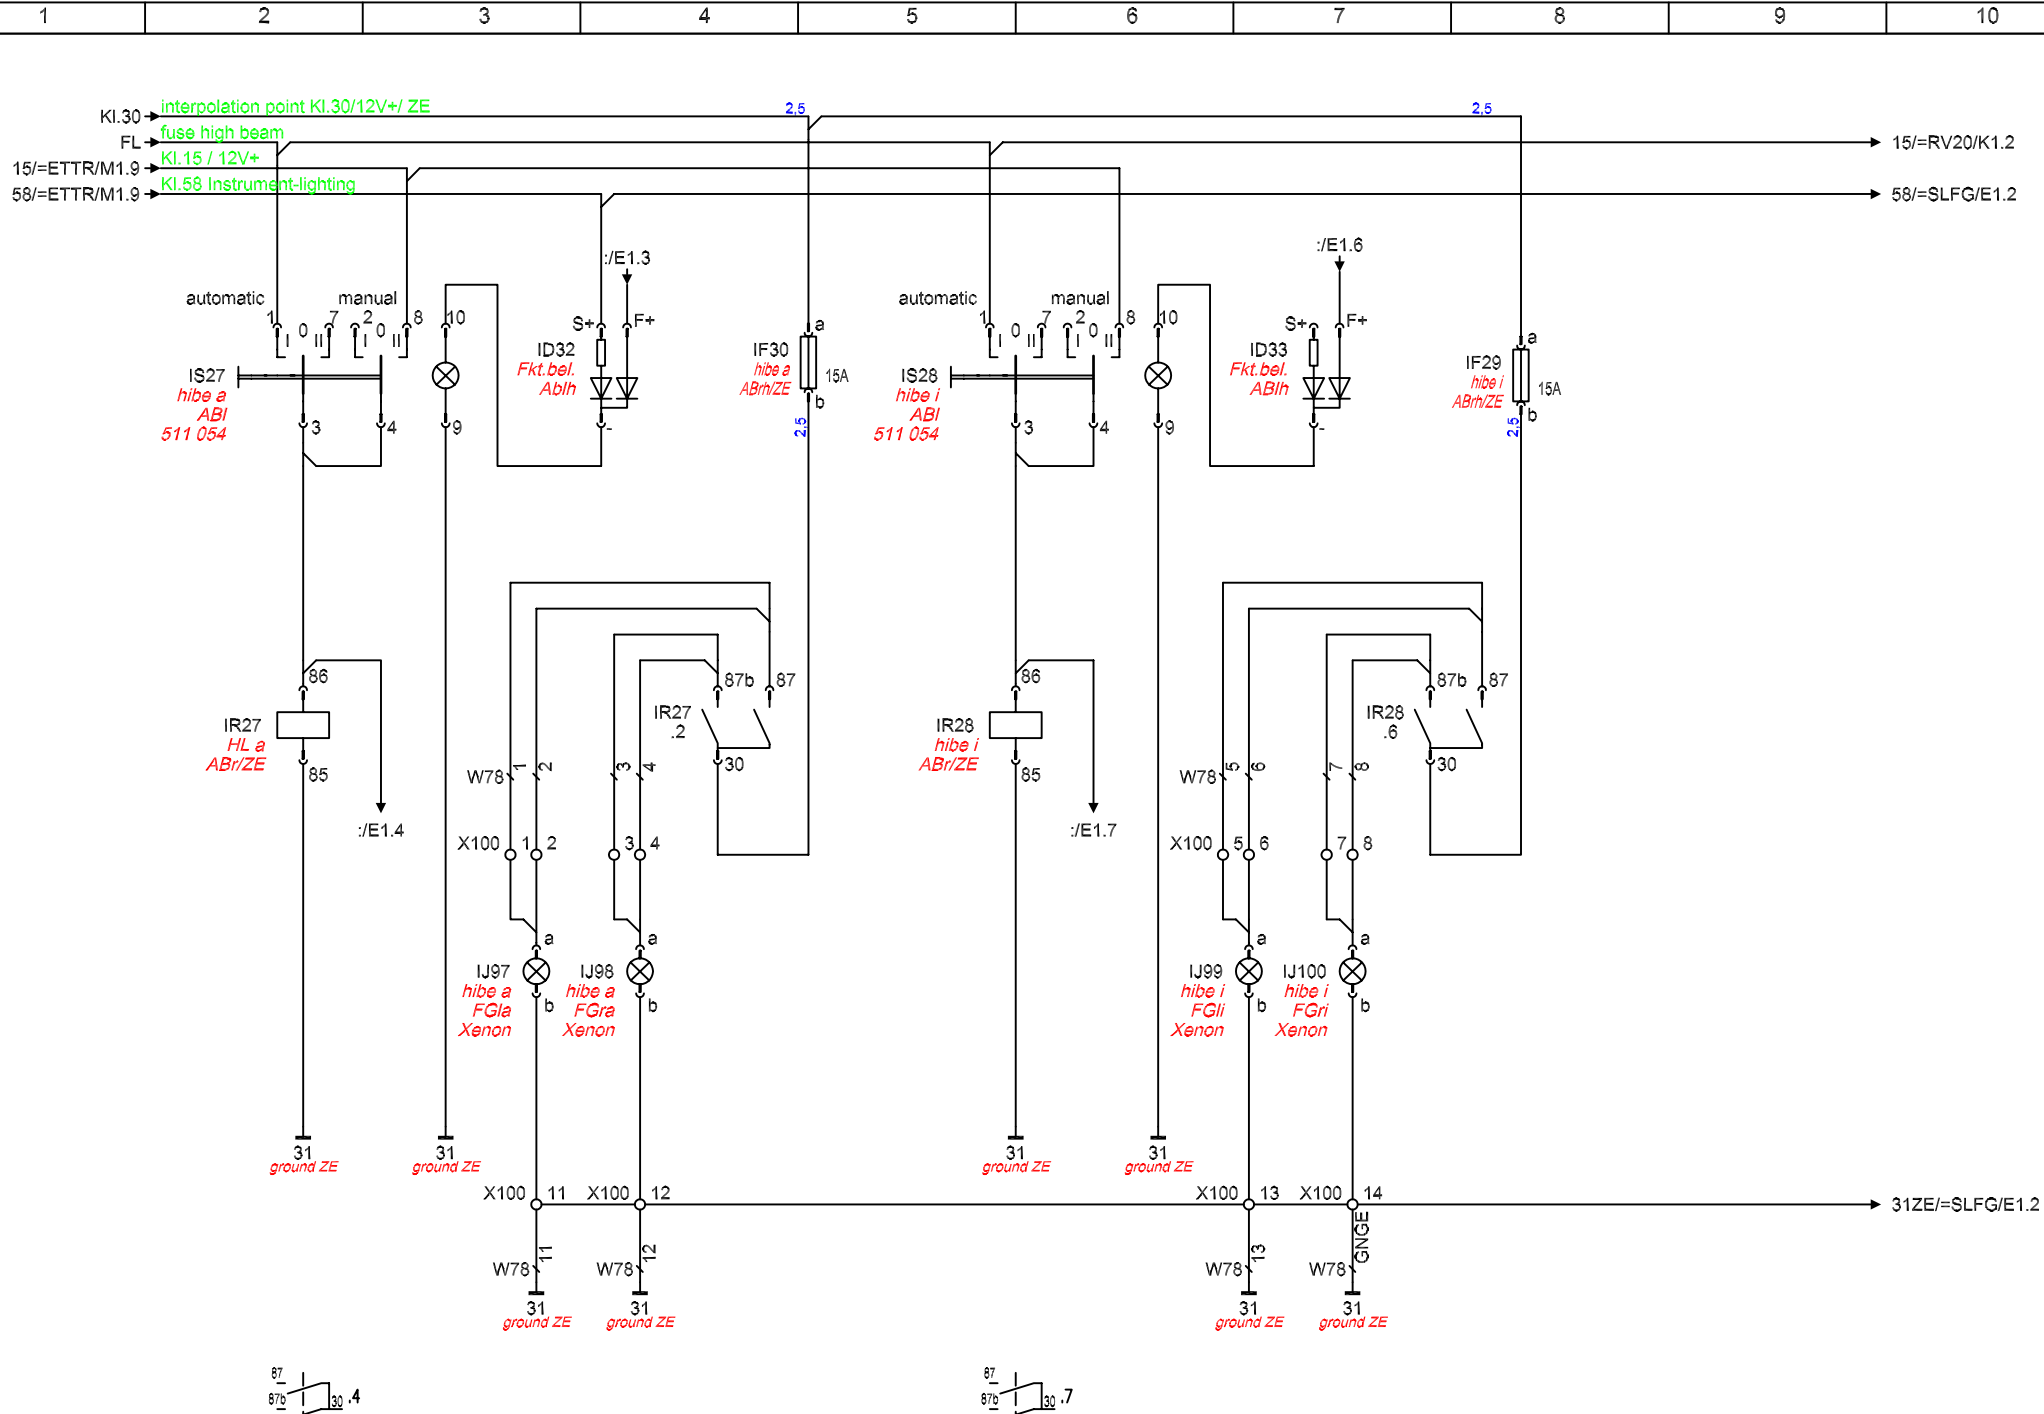 1 2 3 4 5 6 7 8 9 10
Kl.30 interpolation point Kl.30/12V+/ ZE 2,5 2,5
FL fuse high beam 15/=RV20/K1.2
15/=ETTR/M1.9 Kl.15 / 12V+
58/=ETTR/M1.9 Kl.58 Instrument-lighting 58/=SLFG/E1.2
:/E1.3 :/E1.6
automatic manual automatic manual
1 0 7 2 0 8 10 S+ F+ a 1 0 7 2 0 8 10 S+ F+ a
I II I II I II I II
IS27
hibe a
ABl
511 054
3 4 9
ID32
Fkt.bel.
Ablh
-
IF30
hibe a
ABrh/ZE
15A
b
2,5
IS28
hibe i
ABl
511 054
3 4 9
ID33
Fkt.bel.
ABlh
-
IF29
hibe i
ABrh/ZE
15A
b
2,5
86 87b 87 86 87b 87
IR27
HL a
ABr/ZE
85
IR27
.2
30
IR28
hibe i
ABr/ZE
85
IR28
.6
30
W78 1 2 3 4 W78 5 6 7 8
:/E1.4 :/E1.7
X100 1 2 3 4 X100 5 6 7 8
a a a a
IJ97
hibe a
FGla
Xenon
b
IJ98
hibe a
FGra
Xenon
b
IJ99
hibe i
FGli
Xenon
b
IJ100
hibe i
FGri
Xenon
b
31 31 31 31
ground ZE ground ZE ground ZE ground ZE
X100 11 X100 12 X100 13 X100 14 31ZE/=SLFG/E1.2
W78 11 W78 12 W78 13 W78 GNGE
31 31 31 31
ground ZE ground ZE ground ZE ground ZE
87 87
87b 30 .4 87b 30 .7